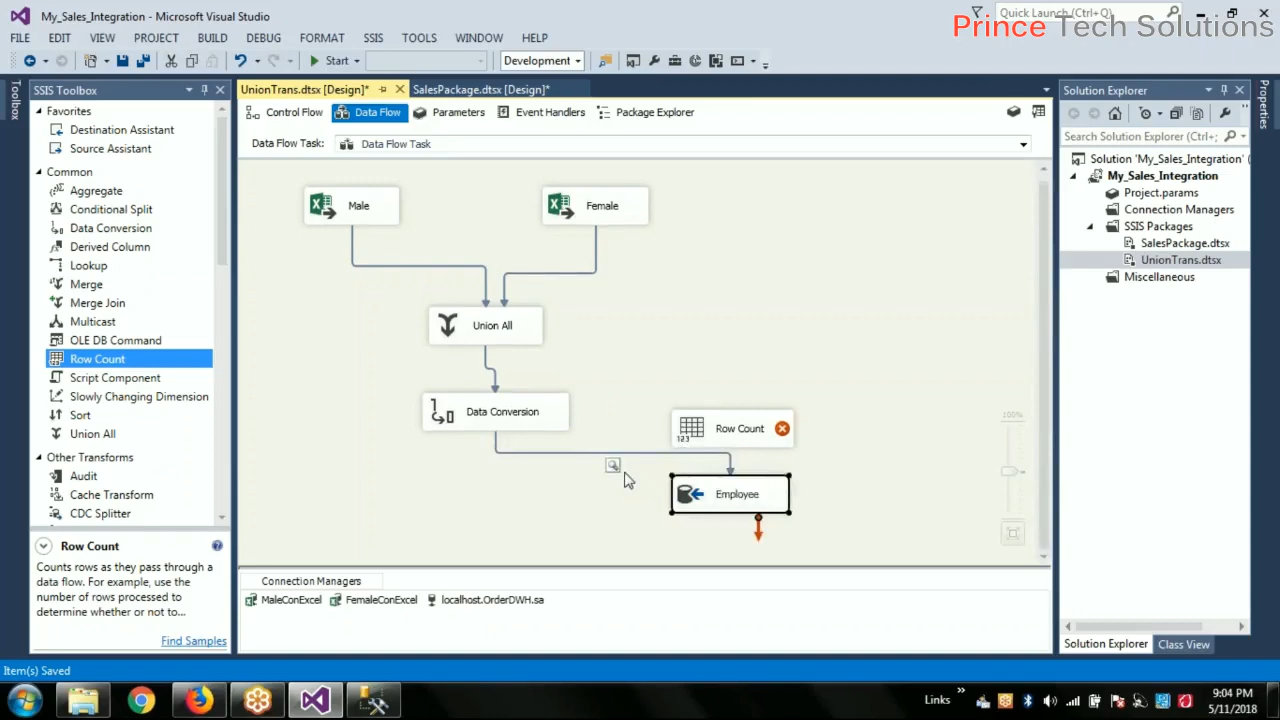 My_Sales_Integration - Microsoft Visual Studio
Quick Launch (Ctrl+Q)
Prince Tech Solutions
FILE EDIT VIEW PROJECT BUILD DEBUG FORMAT SSIS TOOLS WINDOW HELP
Start Development
Toolbox
SSIS Toolbox
Favorites
Destination Assistant
Source Assistant
Common
Aggregate
Conditional Split
Data Conversion
Derived Column
Lookup
Merge
Merge Join
Multicast
OLE DB Command
Row Count
Script Component
Slowly Changing Dimension
Sort
Union All
Other Transforms
Audit
Cache Transform
CDC Splitter
Row Count
Counts rows as they pass through a
data flow. For example, use the
number of rows processed to
determine whether or not to...
Find Samples
UnionTrans.dtsx [Design]* SalesPackage.dtsx [Design]*
Control Flow Data Flow Parameters Event Handlers Package Explorer
Data Flow Task: Data Flow Task
Male
Female
Union All
Data Conversion
123 Row Count
Employee
100%
Connection Managers
MaleConExcel FemaleConExcel localhost.OrderDWH.sa
Solution Explorer
Search Solution Explorer (Ctrl+;
Solution 'My_Sales_Integration' (
My_Sales_Integration
Project.params
Connection Managers
SSIS Packages
SalesPackage.dtsx
UnionTrans.dtsx
Miscellaneous
Solution Explorer Class View
Properties
Item(s) Saved
Links »
9:04 PM
5/11/2018